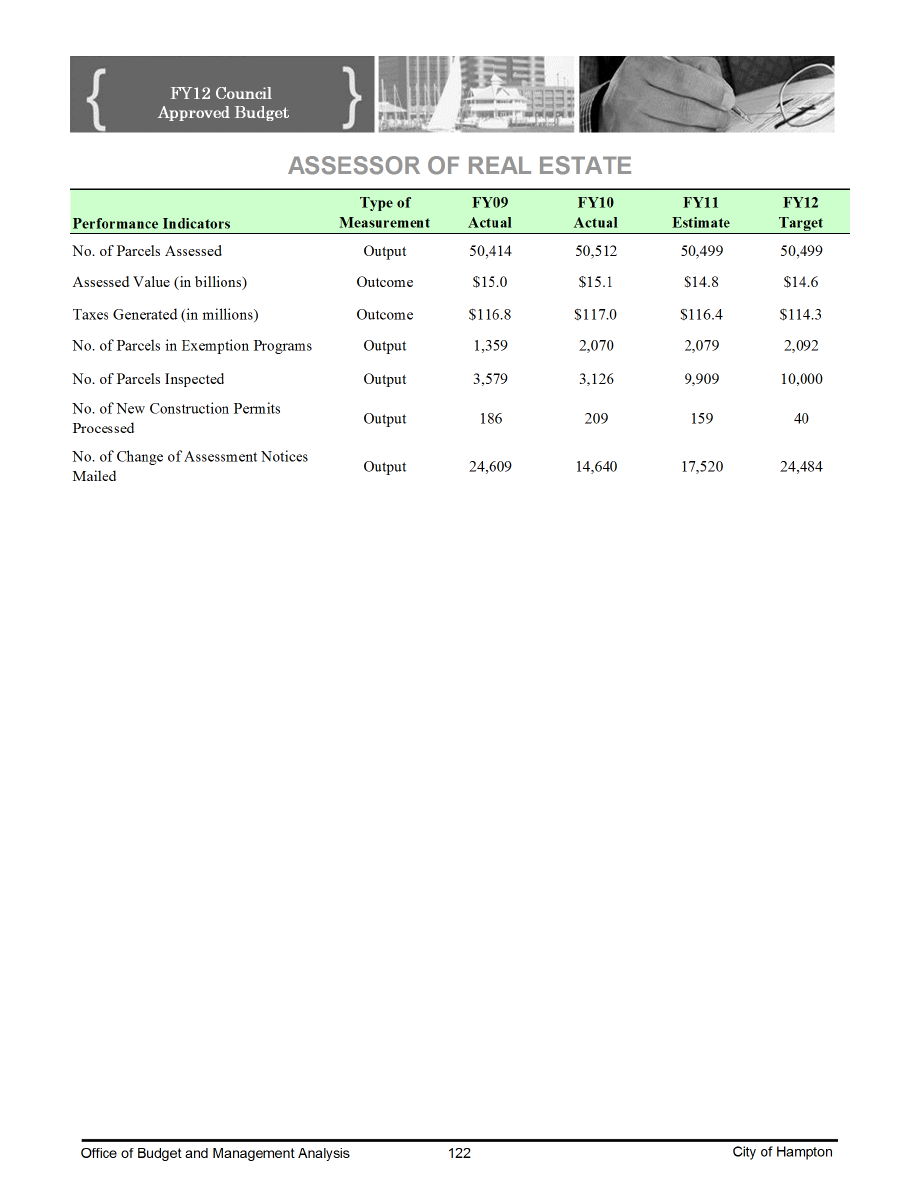 FY12 Council
Approved Budget
ASSESSOR OF REAL ESTATE
Performance Indicators Type of Measurement FY09 Actual FY10 Actual FY11 Estimate FY12 Target
No. of Parcels Assessed Output 50,414 50,512 50,499 50,499
Assessed Value (in billions) Outcome $15.0 $15.1 $14.8 $14.6
Taxes Generated (in millions) Outcome $116.8 $117.0 $116.4 $114.3
No. of Parcels in Exemption Programs Output 1,359 2,070 2,079 2,092
No. of Parcels Inspected Output 3,579 3,126 9,909 10,000
No. of New Construction Permits
Processed Output 186 209 159 40
No. of Change of Assessment Notices
Mailed Output 24,609 14,640 17,520 24,484
Office of Budget and Management Analysis 122 City of Hampton